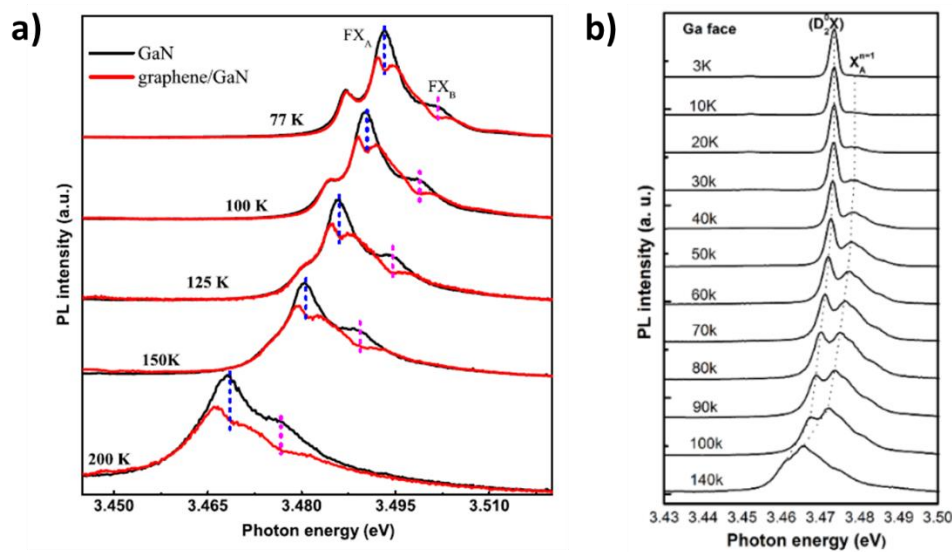 a)
GaN
graphene/GaN
FX_A
FX_B
77 K
100 K
125 K
150K
200 K
PL intensity (a.u.)
3.450 3.465 3.480 3.495 3.510
Photon energy (eV)
b)
Ga face
(D⁰₂X)
X_A^{n=1}
3K
10K
20K
30k
40k
50k
60k
70k
80k
90k
100k
140k
PL intensity (a. u.)
3.43 3.44 3.45 3.46 3.47 3.48 3.49 3.50
Photon energy (eV)